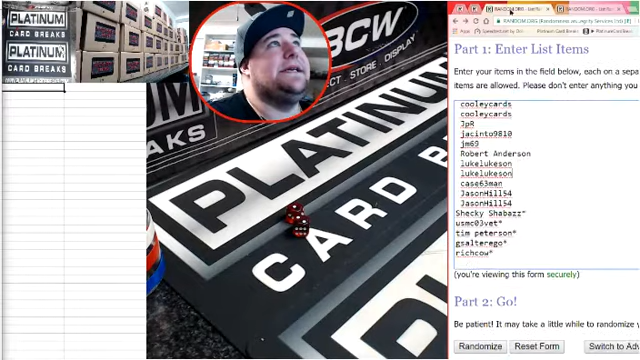 PLATINUM
CARD BREAKS
PLATINUM
CARD BREAKS
BCW
STORE
DISPLAY
BREAKS
PLATINUM
CARD
Part 1: Enter List Items
Enter your items in the field below, each on a sepa
items are allowed. Please don't enter anything you
cooleycards
cooleycards
JpR
jacinto9810
jm69
Robert Anderson
lukelukeson
lukelukeson
case63man
JasonHill54
JasonHill54
Shecky Shabazz*
usmc03vet*
tim peterson*
gsalterego*
richcow*
(you're viewing this form securely)
Part 2: Go!
Be patient! It may take a little while to randomize y
Randomize
Reset Form
Switch to Adv